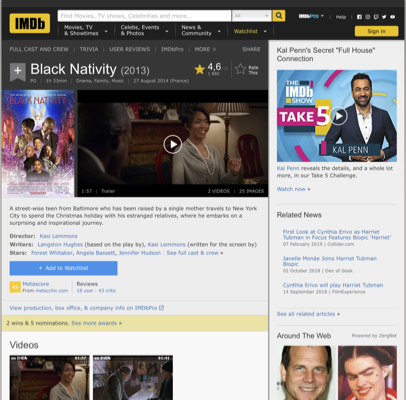 IMDb
Find Movies, TV shows, Celebrities and more...
All
IMDbPro
Help
Movies, TV
& Showtimes
Celebs, Events
& Photos
News &
Community
Watchlist
Sign in
FULL CAST AND CREW | TRIVIA | USER REVIEWS | IMDbPro | MORE
SHARE
Black Nativity (2013)
PG | 1h 33min | Drama, Family, Music | 27 August 2014 (France)
4,6
Rate
This
BLACK NATIVITY
1:57 | Trailer
2 VIDEOS | 25 IMAGES
A street-wise teen from Baltimore who has been raised by a single mother travels to New York
City to spend the Christmas holiday with his estranged relatives, where he embarks on a
surprising and inspirational journey.
Director: Kasi Lemmons
Writers: Langston Hughes (based on the play by), Kasi Lemmons (written for the screen by)
Stars: Forest Whitaker, Angela Bassett, Jennifer Hudson | See full cast & crew »
+ Add to Watchlist
Metascore
From metacritic.com
Reviews
18 user | 43 critic
View production, box office, & company info on IMDbPro
2 wins & 5 nominations. See more awards »
Videos
01:57
01:41
Kal Penn's Secret "Full House"
Connection
THE
IMDb
SHOW
TAKE 5
KAL PENN
Kal Penn reveals the details, and a whole lot
more, in our Take 5 Challenge.
Watch now »
Related News
First Look at Cynthia Erivo as Harriet
Tubman in Focus Features Biopic 'Harriet'
07 February 2019 | Collider.com
Janelle Monáe Joins Harriet Tubman
Biopic
02 October 2018 | Den of Geek
Cynthia Erivo will play Harriet Tubman
14 September 2018 | FilmExperience
See all related articles »
Around The Web
Powered by ZergNet